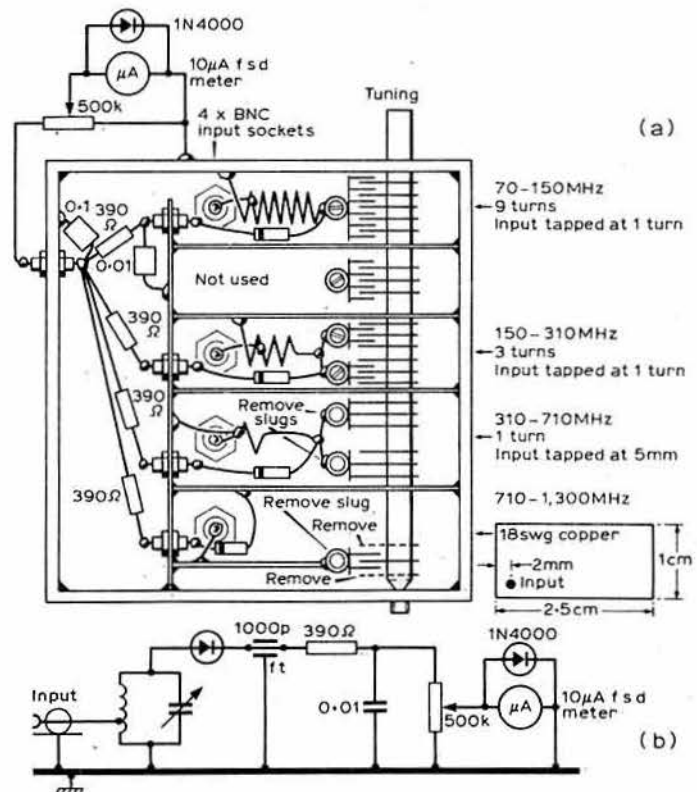 1N4000
μA
10μA fsd
meter
500k
4 x BNC
input sockets
Tuning
(a)
0·1
390
Ω
0·01
70-150MHz
9 turns
Input tapped at 1 turn
Not used
390
Ω
150-310MHz
3 turns
Input tapped at 1 turn
390
Ω
Remove
slugs
310-710MHz
1 turn
Input tapped at 5mm
390Ω
Remove slug
Remove
Remove
710-1,300MHz
18swg copper
2mm
Input
1cm
2·5cm
Input
1000p
ft
390Ω
0·01
500k
1N4000
μA
10μA fsd
meter
(b)